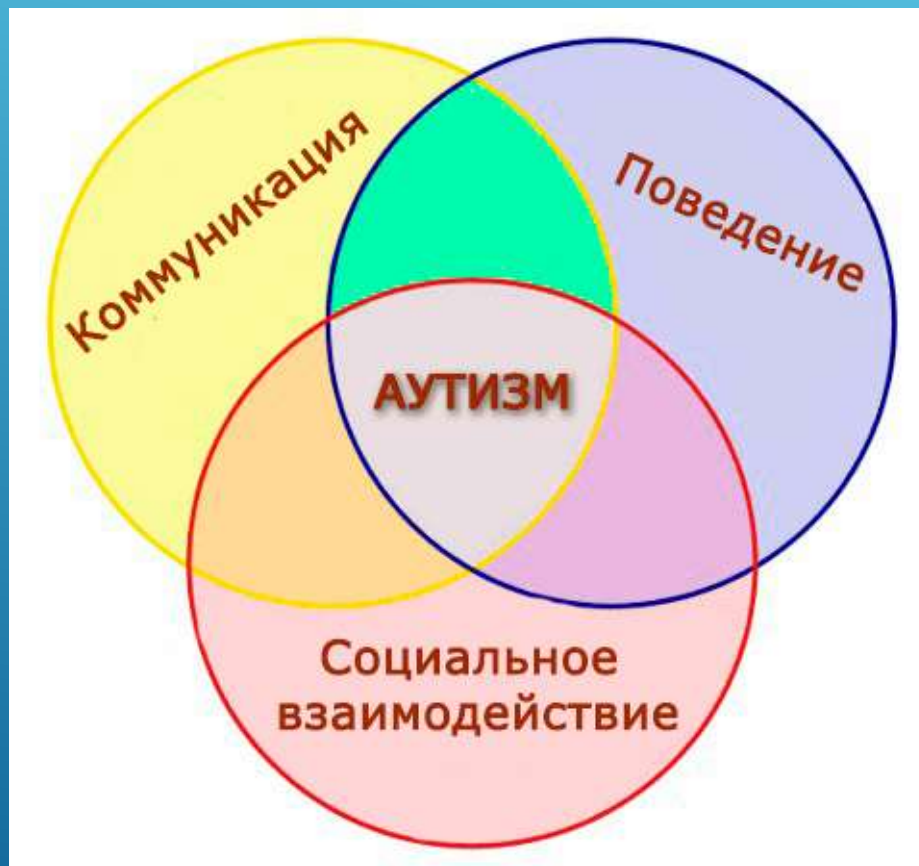 Коммуникация
Поведение
АУТИЗМ
Социальное
взаимодействие